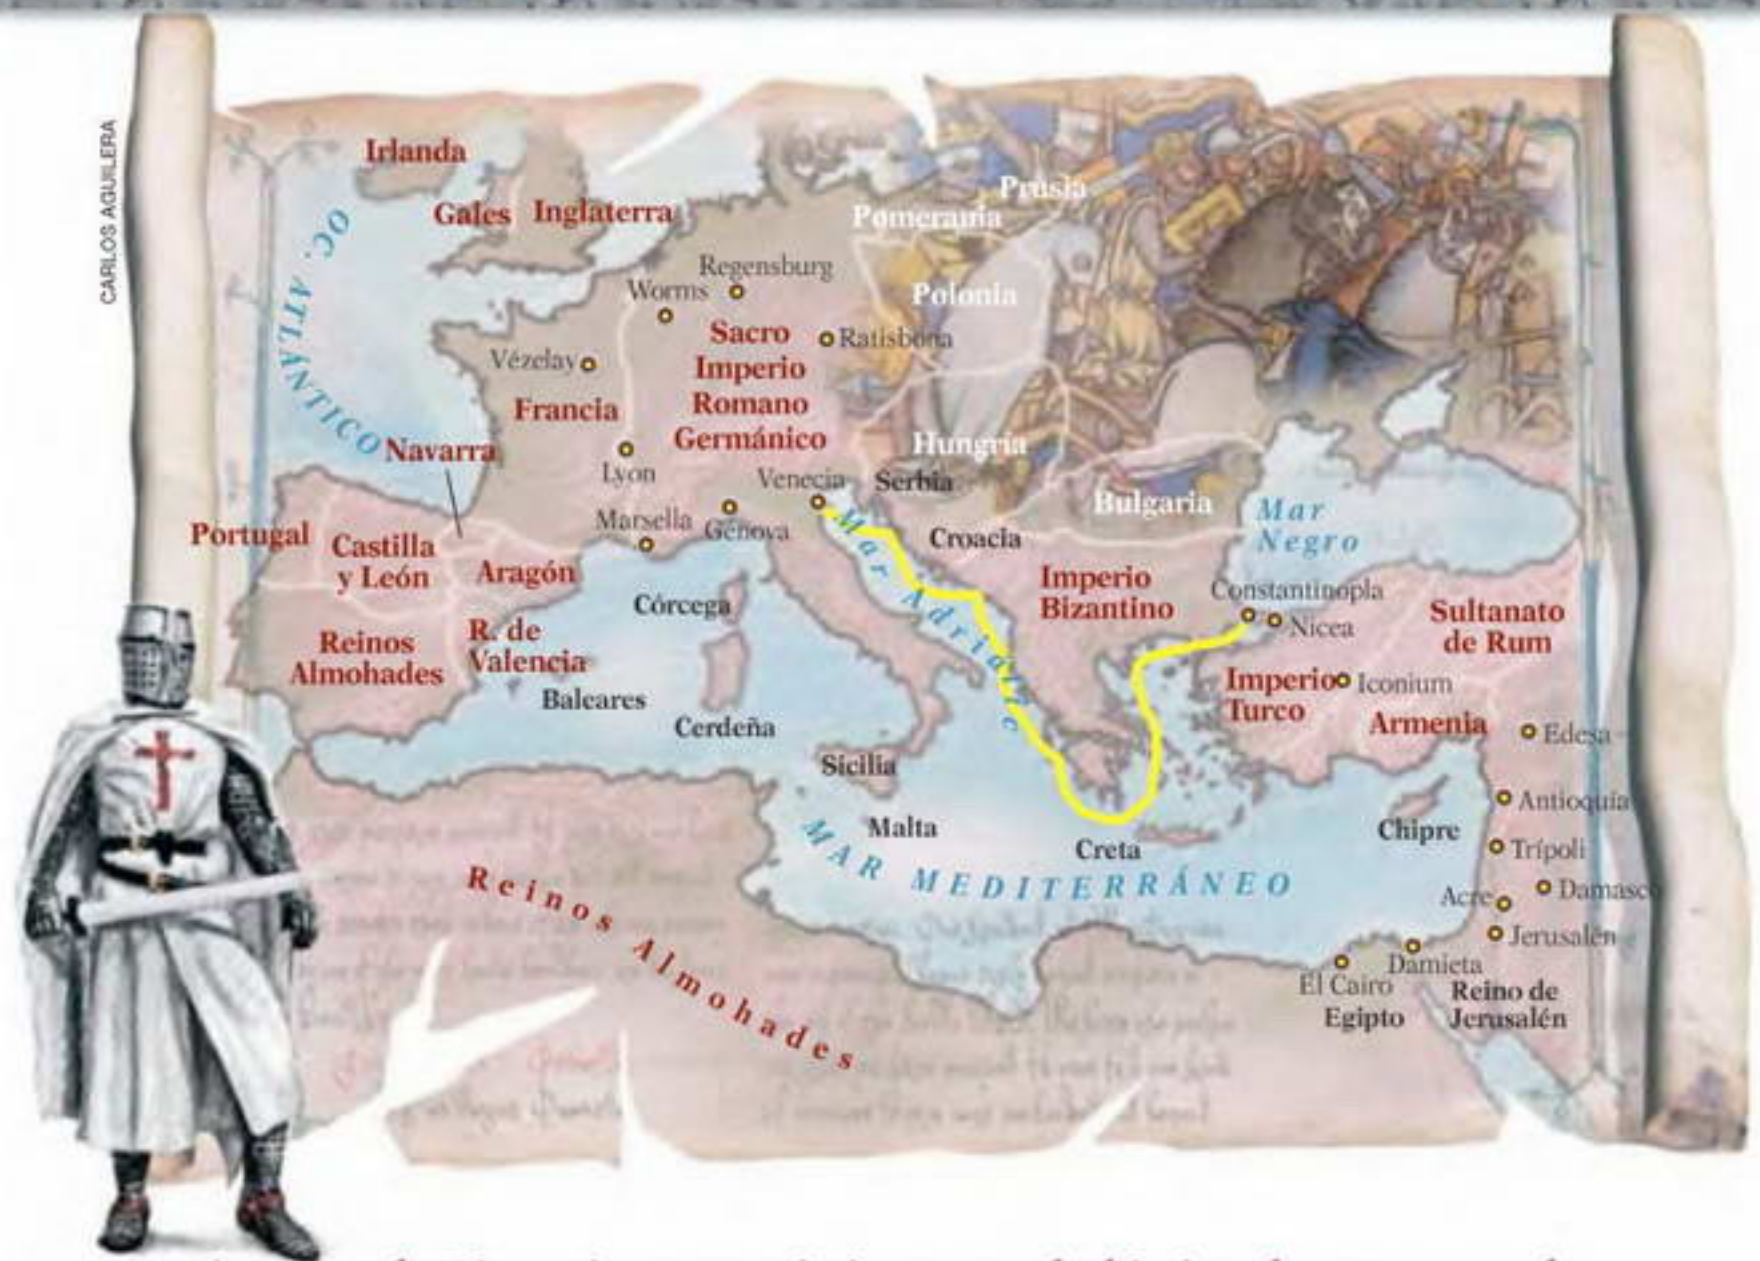 CARLOS AGUILERA
Irlanda
Gales
Inglaterra
OC. ATLÁNTICO
Prusia
Pomerania
Regensburg
Worms
Polonia
Sacro
Imperio
Romano
Germánico
Ratisbona
Vézelay
Francia
Navarra
Lyon
Hungría
Venecia
Serbia
Bulgaria
Mar
Negro
Portugal
Castilla
y León
Aragón
Marsella
Génova
Mar Adriátic
Croacia
Imperio
Bizantino
Constantinopla
Nicea
Sultanato
de Rum
Córcega
Reinos
Almohades
R. de
Valencia
Baleares
Cerdeña
Imperio
Turco
Iconium
Armenia
Edesa
Sicilia
Antioquía
Malta
Creta
Chipre
Trípoli
MAR MEDITERRÁNEO
Acre
Damasco
Jerusalén
Reinos Almohades
Damieta
El Cairo
Egipto
Reino de
Jerusalén